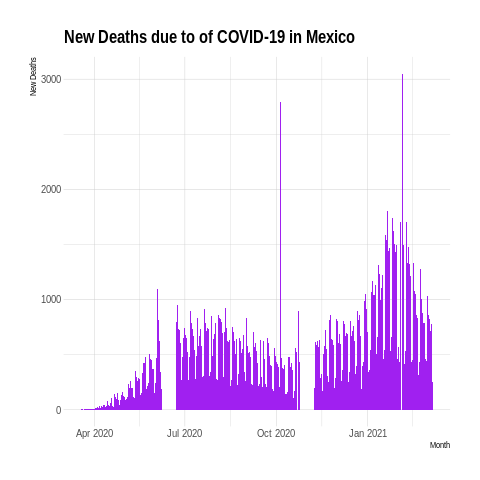 New Deaths due to of COVID-19 in Mexico
New Deaths
3000
2000
1000
0
Apr 2020 Jul 2020 Oct 2020 Jan 2021
Month